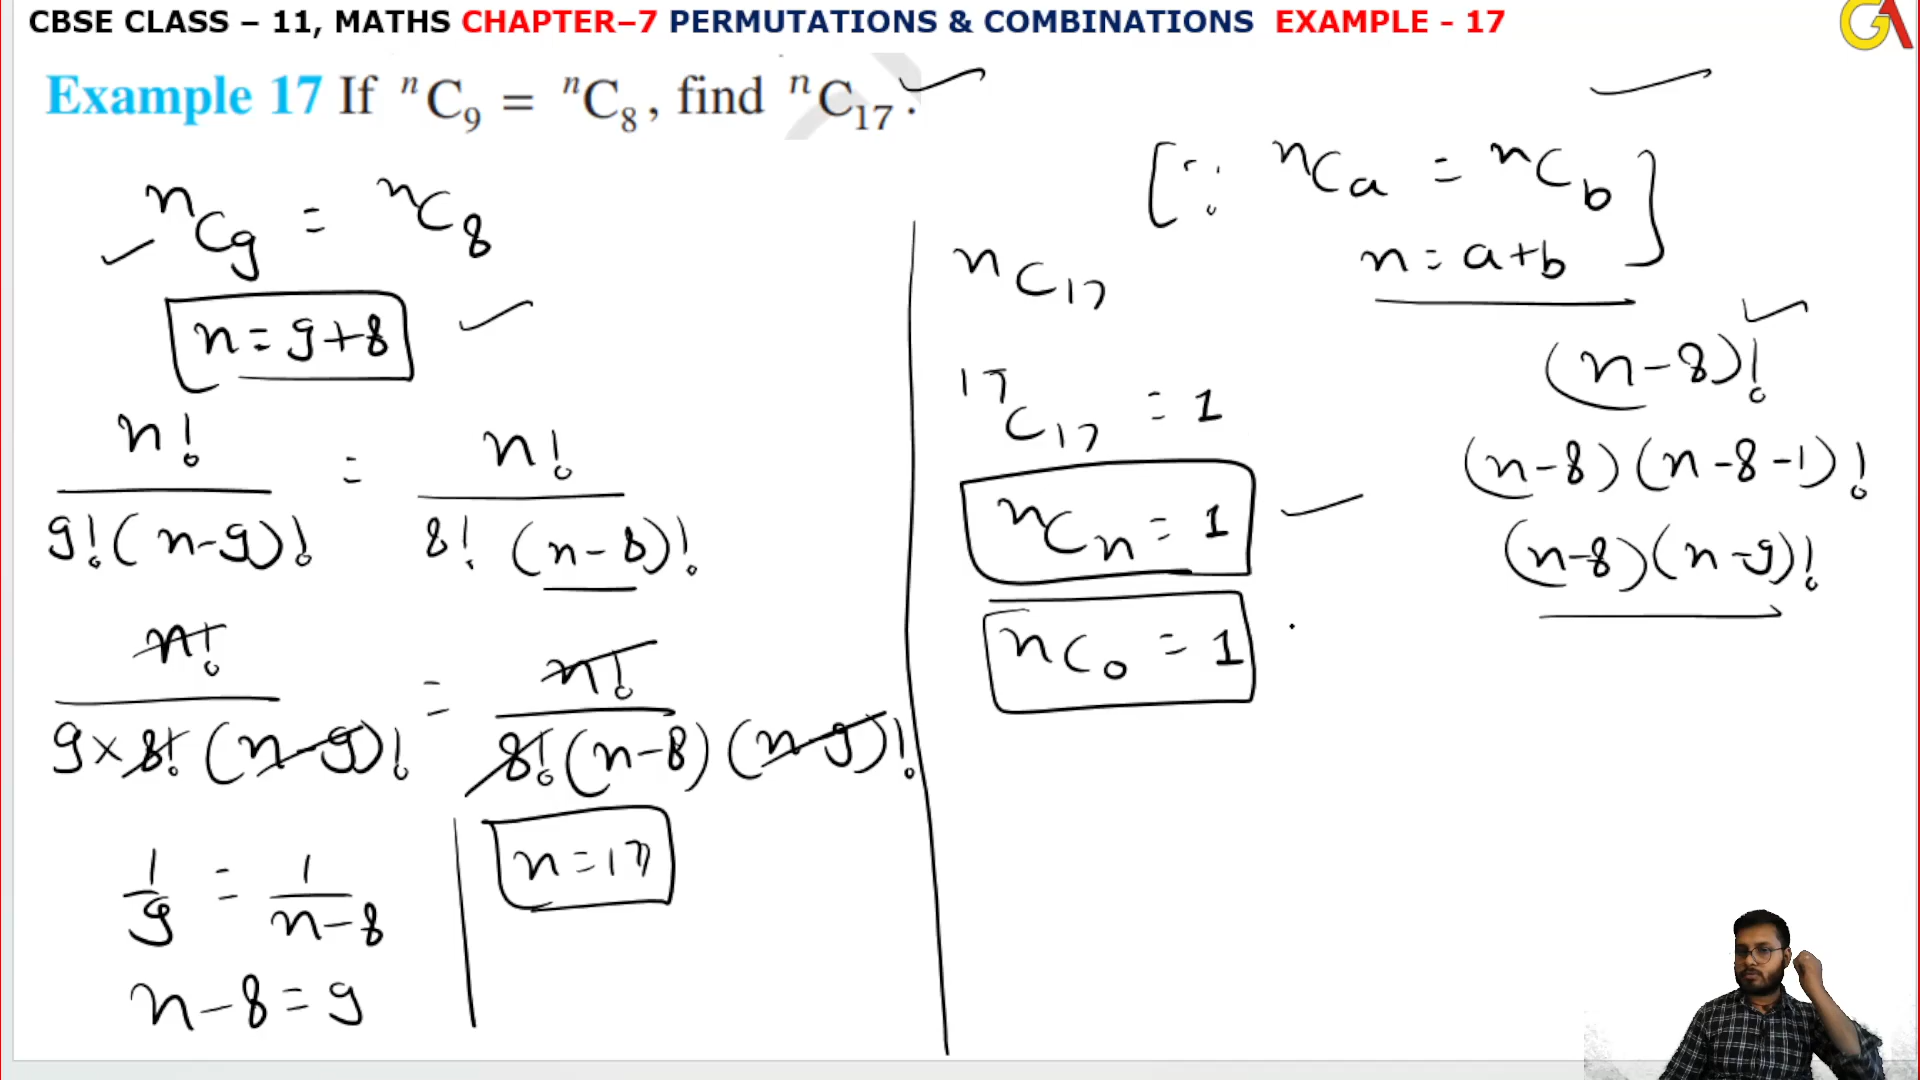 CBSE CLASS – 11, MATHS CHAPTER–7 PERMUTATIONS & COMBINATIONS EXAMPLE - 17
GA
Example 17 If ⁿC₉ = ⁿC₈, find ⁿC₁₇.
ⁿC₉ = ⁿC₈
n = 9+8
n! / 9!(n-9)! = n! / 8!(n-8)!
n! / 9×8!(n-9)! = n! / 8!(n-8)(n-9)!
1/9 = 1/(n-8)
n-8 = 9
n = 17
ⁿC₁₇
¹⁷C₁₇ = 1
ⁿCₙ = 1
ⁿC₀ = 1
[∵ ⁿCa = ⁿCb]
n = a+b
(n-8)!
(n-8)(n-8-1)!
(n-8)(n-9)!